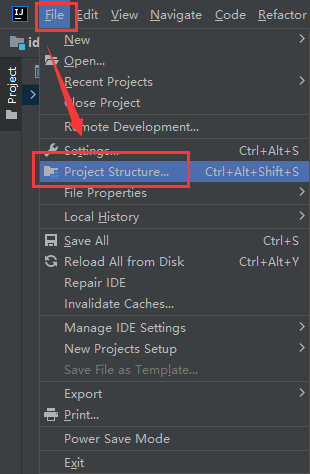 IJ File Edit View Navigate Code Refactor
id
Project
New
Open...
Recent Projects
Close Project
Remote Development...
Settings... Ctrl+Alt+S
Project Structure... Ctrl+Alt+Shift+S
File Properties
Local History
Save All Ctrl+S
Reload All from Disk Ctrl+Alt+Y
Repair IDE
Invalidate Caches...
Manage IDE Settings
New Projects Setup
Save File as Template...
Export
Print...
Power Save Mode
Exit